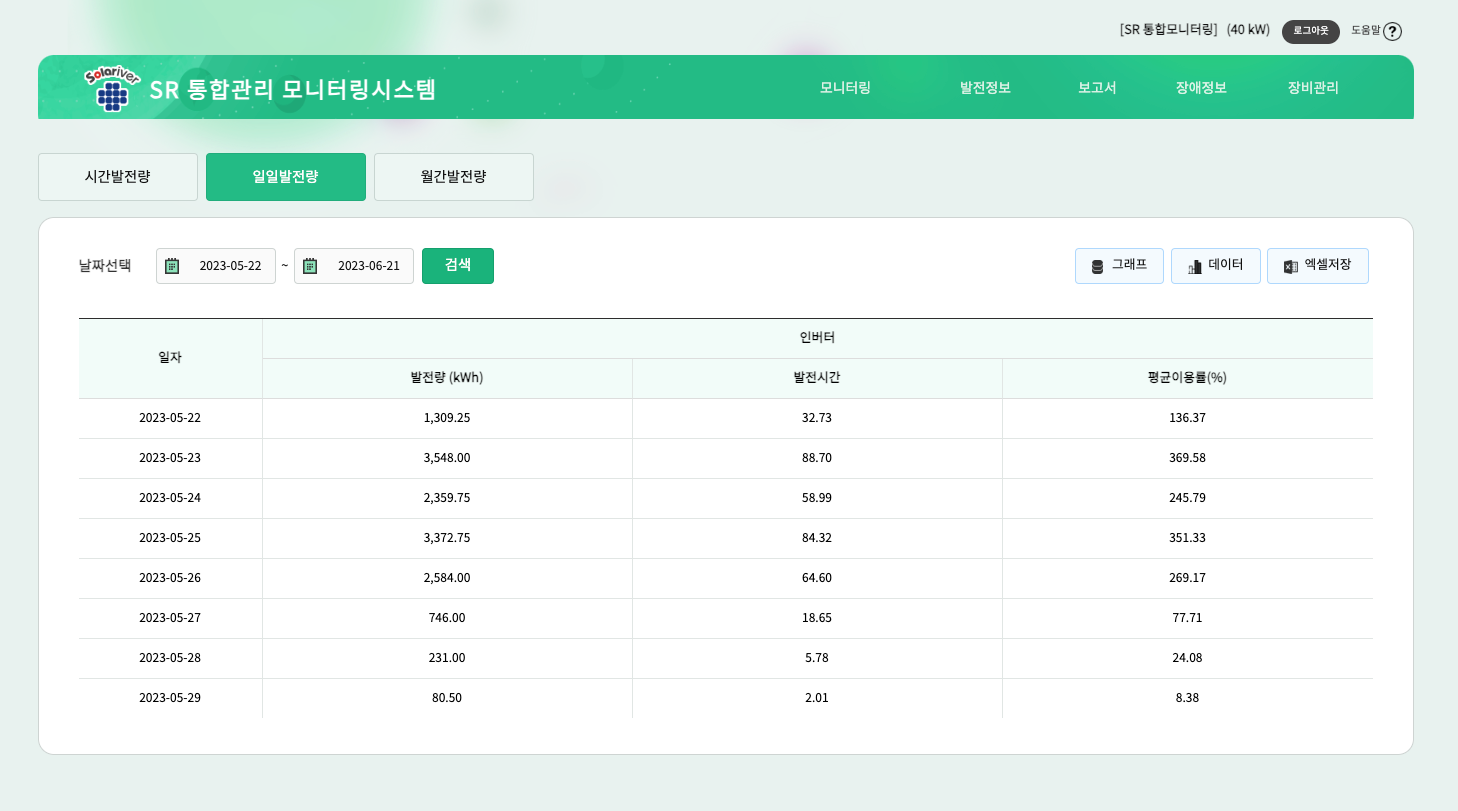 [SR 통합모니터링] (40 kW) 로그아웃 도움말 ?
Solariver SR 통합관리 모니터링시스템 모니터링 발전정보 보고서 장애정보 장비관리
시간발전량 일일발전량 월간발전량
날짜선택 2023-05-22 ~ 2023-06-21 검색 그래프 데이터 엑셀저장
일자 인버터
발전량 (kWh) 발전시간 평균이용률(%)
2023-05-22 1,309.25 32.73 136.37
2023-05-23 3,548.00 88.70 369.58
2023-05-24 2,359.75 58.99 245.79
2023-05-25 3,372.75 84.32 351.33
2023-05-26 2,584.00 64.60 269.17
2023-05-27 746.00 18.65 77.71
2023-05-28 231.00 5.78 24.08
2023-05-29 80.50 2.01 8.38